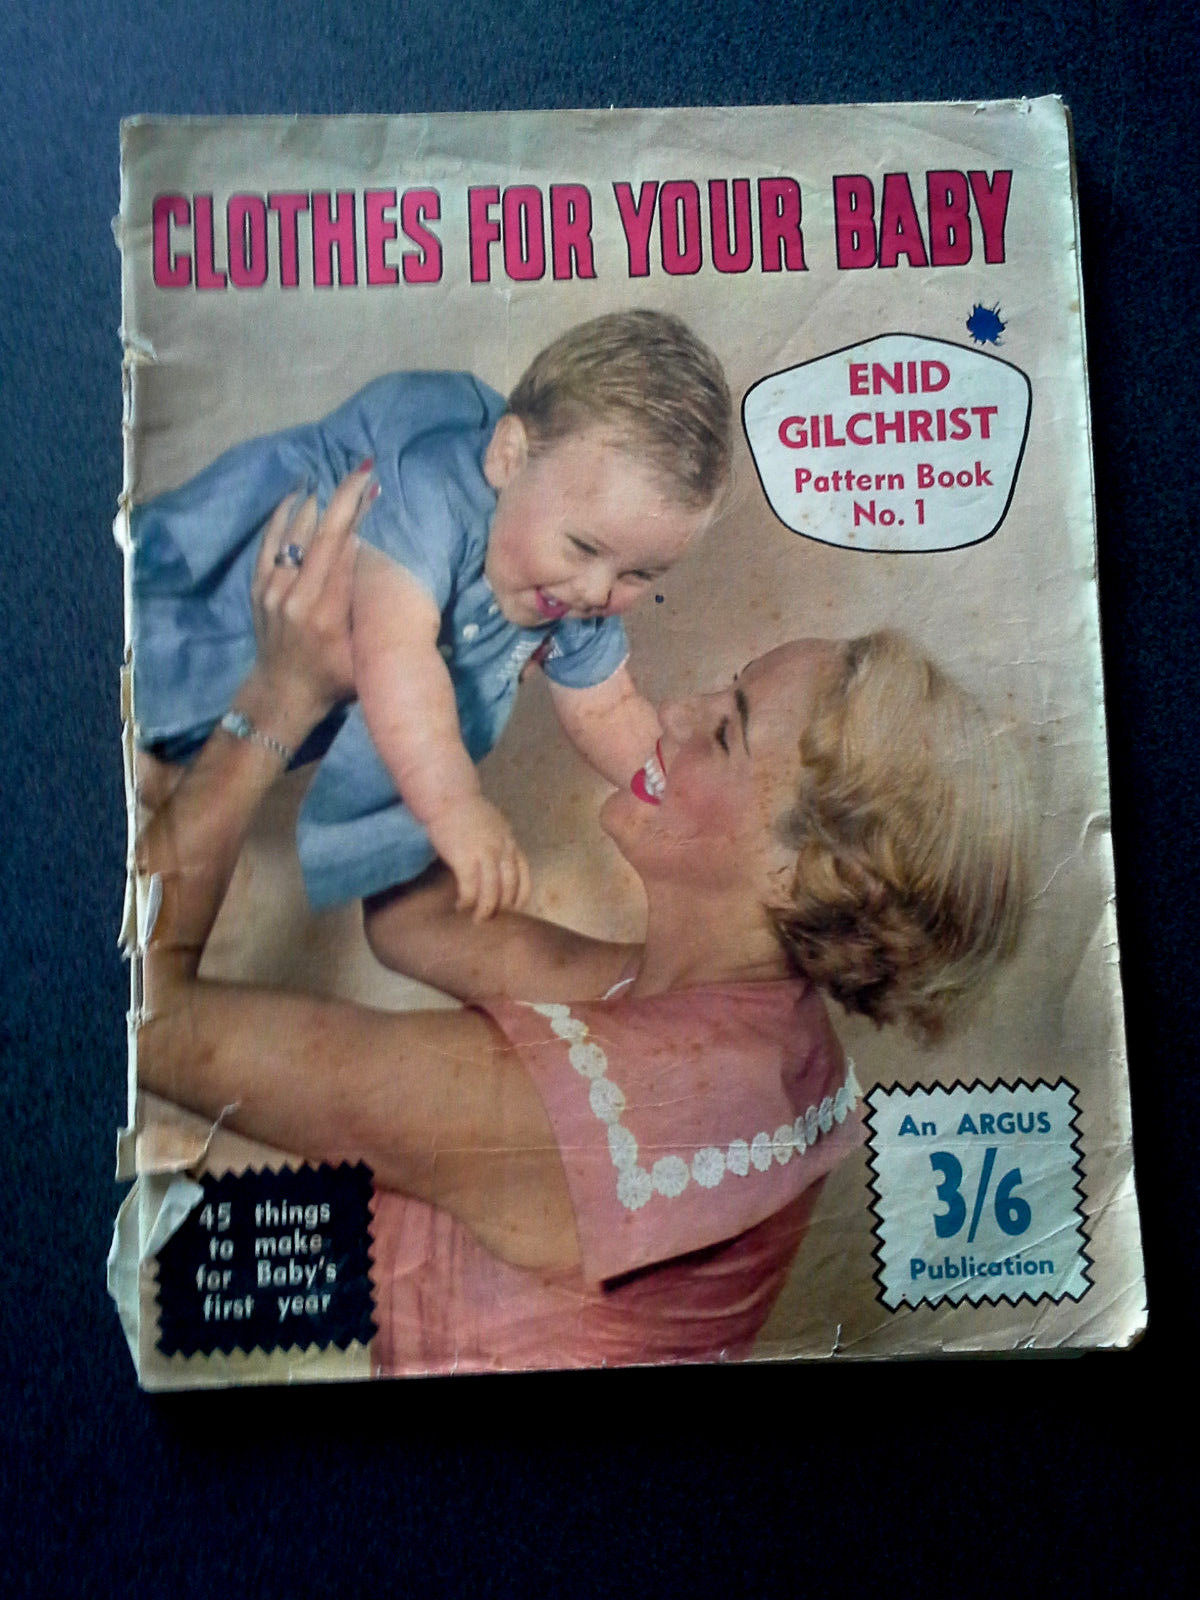 CLOTHES FOR YOUR BABY
ENID
GILCHRIST
Pattern Book
No. 1
45 things
to make
for Baby's
first year
An ARGUS
3/6
Publication